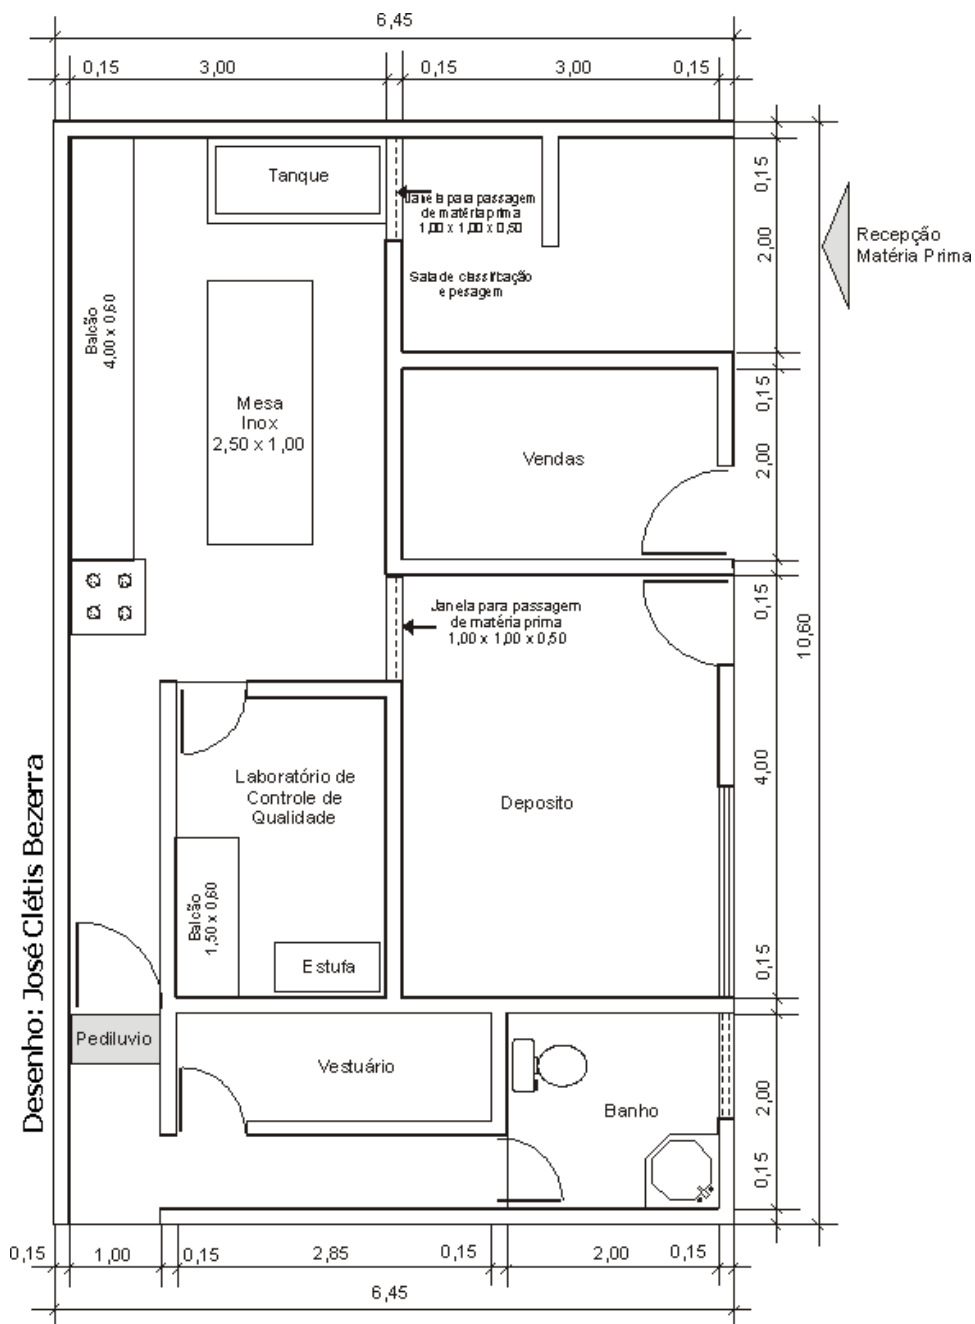 6,45
0,15
3,00
0,15
3,00
0,15
Tanque
Janela para passagem
de matéria prima
1,00 x 1,00 x 0,50
Sala de classificação
e pesagem
Recepção
Matéria Prima
0,15
2,00
Balcão
4,00 x 0,60
Mesa
Inox
2,50 x 1,00
Vendas
0,15
2,00
Janela para passagem
de matéria prima
1,00 x 1,00 x 0,50
0,15
10,60
Laboratório de
Controle de
Qualidade
Deposito
4,00
Balcão
1,50 x 0,60
Estufa
0,15
Desenho: José Clétis Bezerra
Pediluvio
Vestuário
Banho
2,00
0,15
0,15
1,00
0,15
2,85
0,15
2,00
0,15
6,45